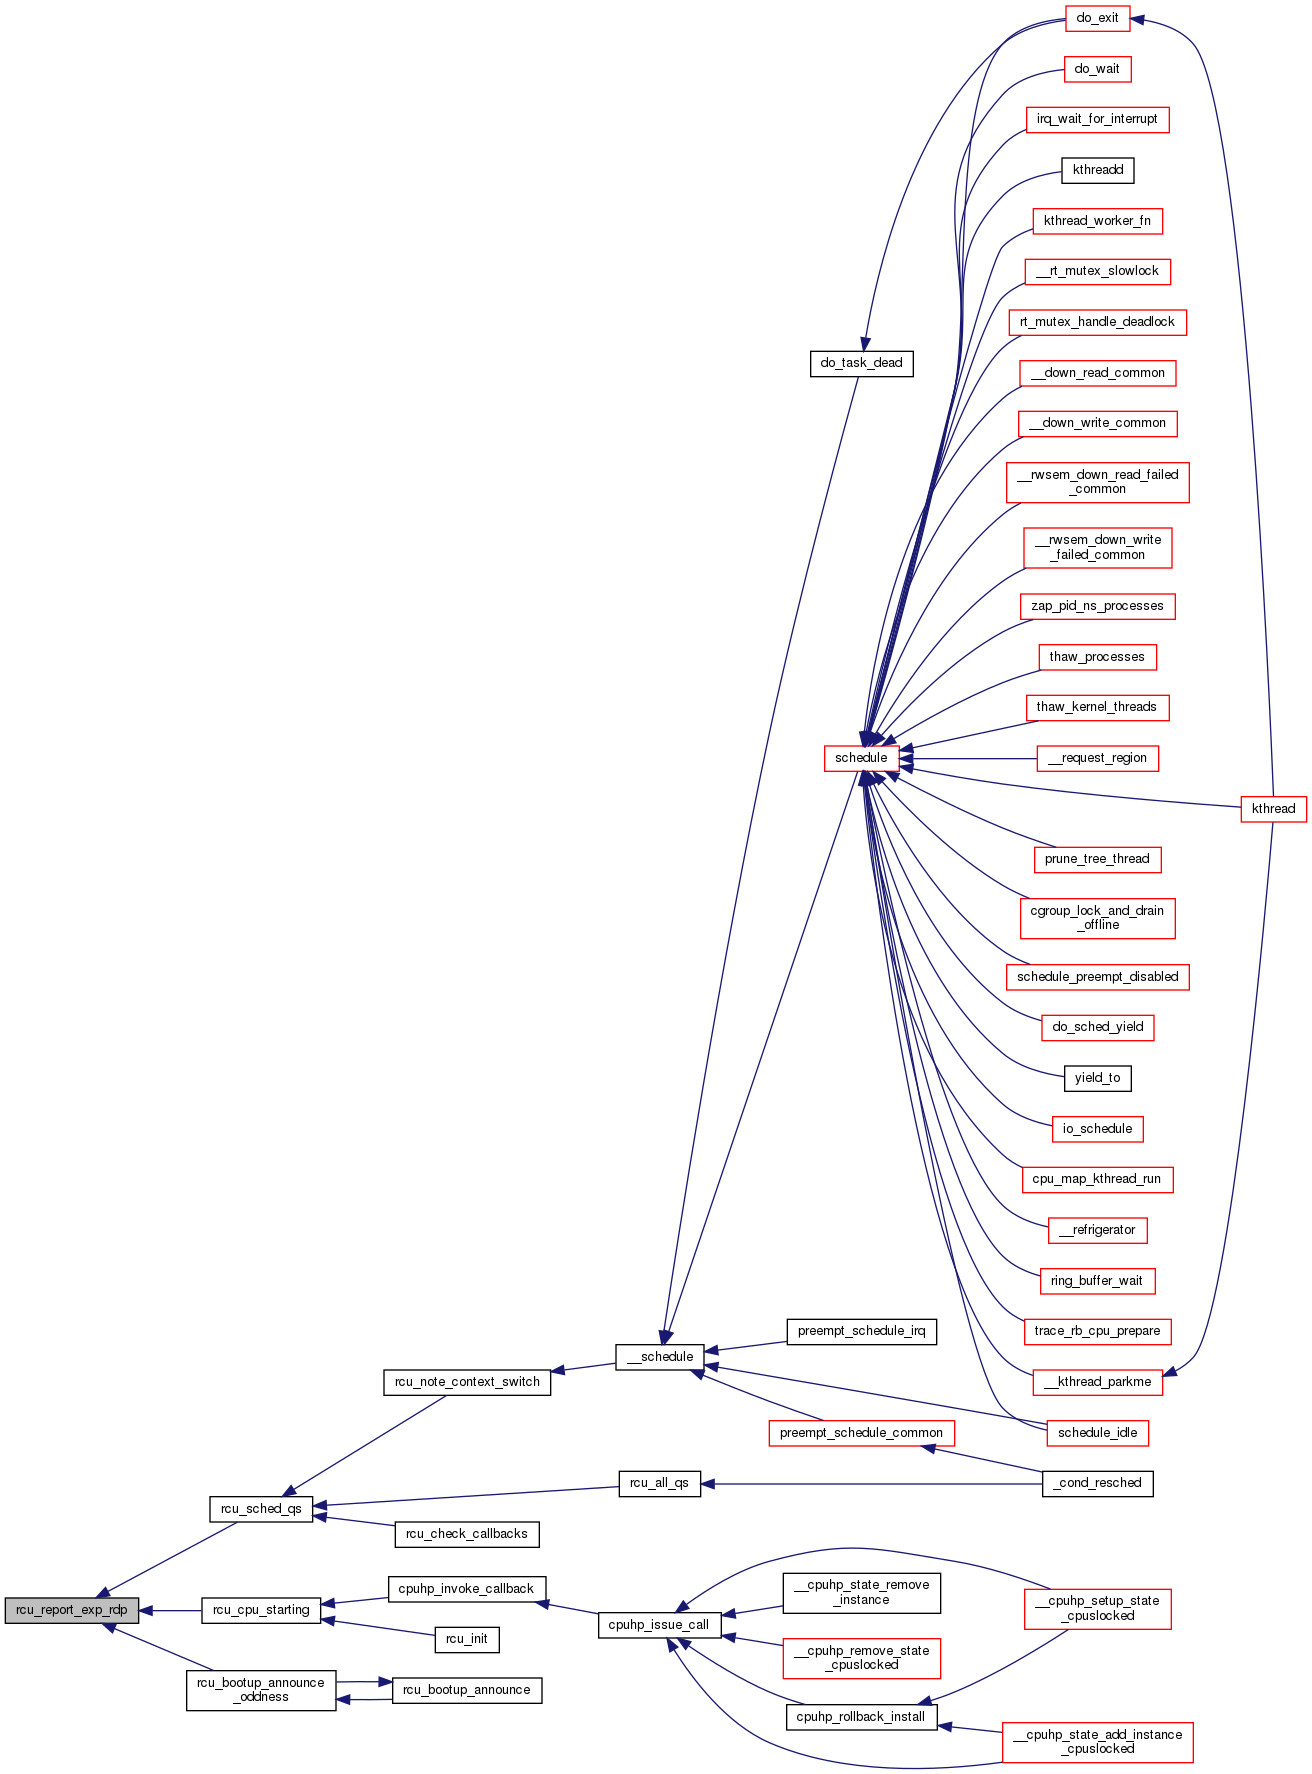 do_exit
do_wait
irq_wait_for_interrupt
kthreadd
kthread_worker_fn
__rt_mutex_slowlock
rt_mutex_handle_deadlock
do_task_dead
__down_read_common
__down_write_common
__rwsem_down_read_failed
_common
__rwsem_down_write
_failed_common
zap_pid_ns_processes
thaw_processes
thaw_kernel_threads
schedule
__request_region
kthread
prune_tree_thread
cgroup_lock_and_drain
_offline
schedule_preempt_disabled
do_sched_yield
yield_to
io_schedule
cpu_map_kthread_run
__refrigerator
ring_buffer_wait
trace_rb_cpu_prepare
preempt_schedule_irq
__schedule
rcu_note_context_switch
__kthread_parkme
preempt_schedule_common
schedule_idle
rcu_all_qs
_cond_resched
rcu_sched_qs
rcu_check_callbacks
cpuhp_invoke_callback
__cpuhp_state_remove
_instance
rcu_report_exp_rdp
rcu_cpu_starting
cpuhp_issue_call
__cpuhp_setup_state
_cpuslocked
rcu_init
__cpuhp_remove_state
_cpuslocked
rcu_bootup_announce
_oddness
rcu_bootup_announce
cpuhp_rollback_install
__cpuhp_state_add_instance
_cpuslocked